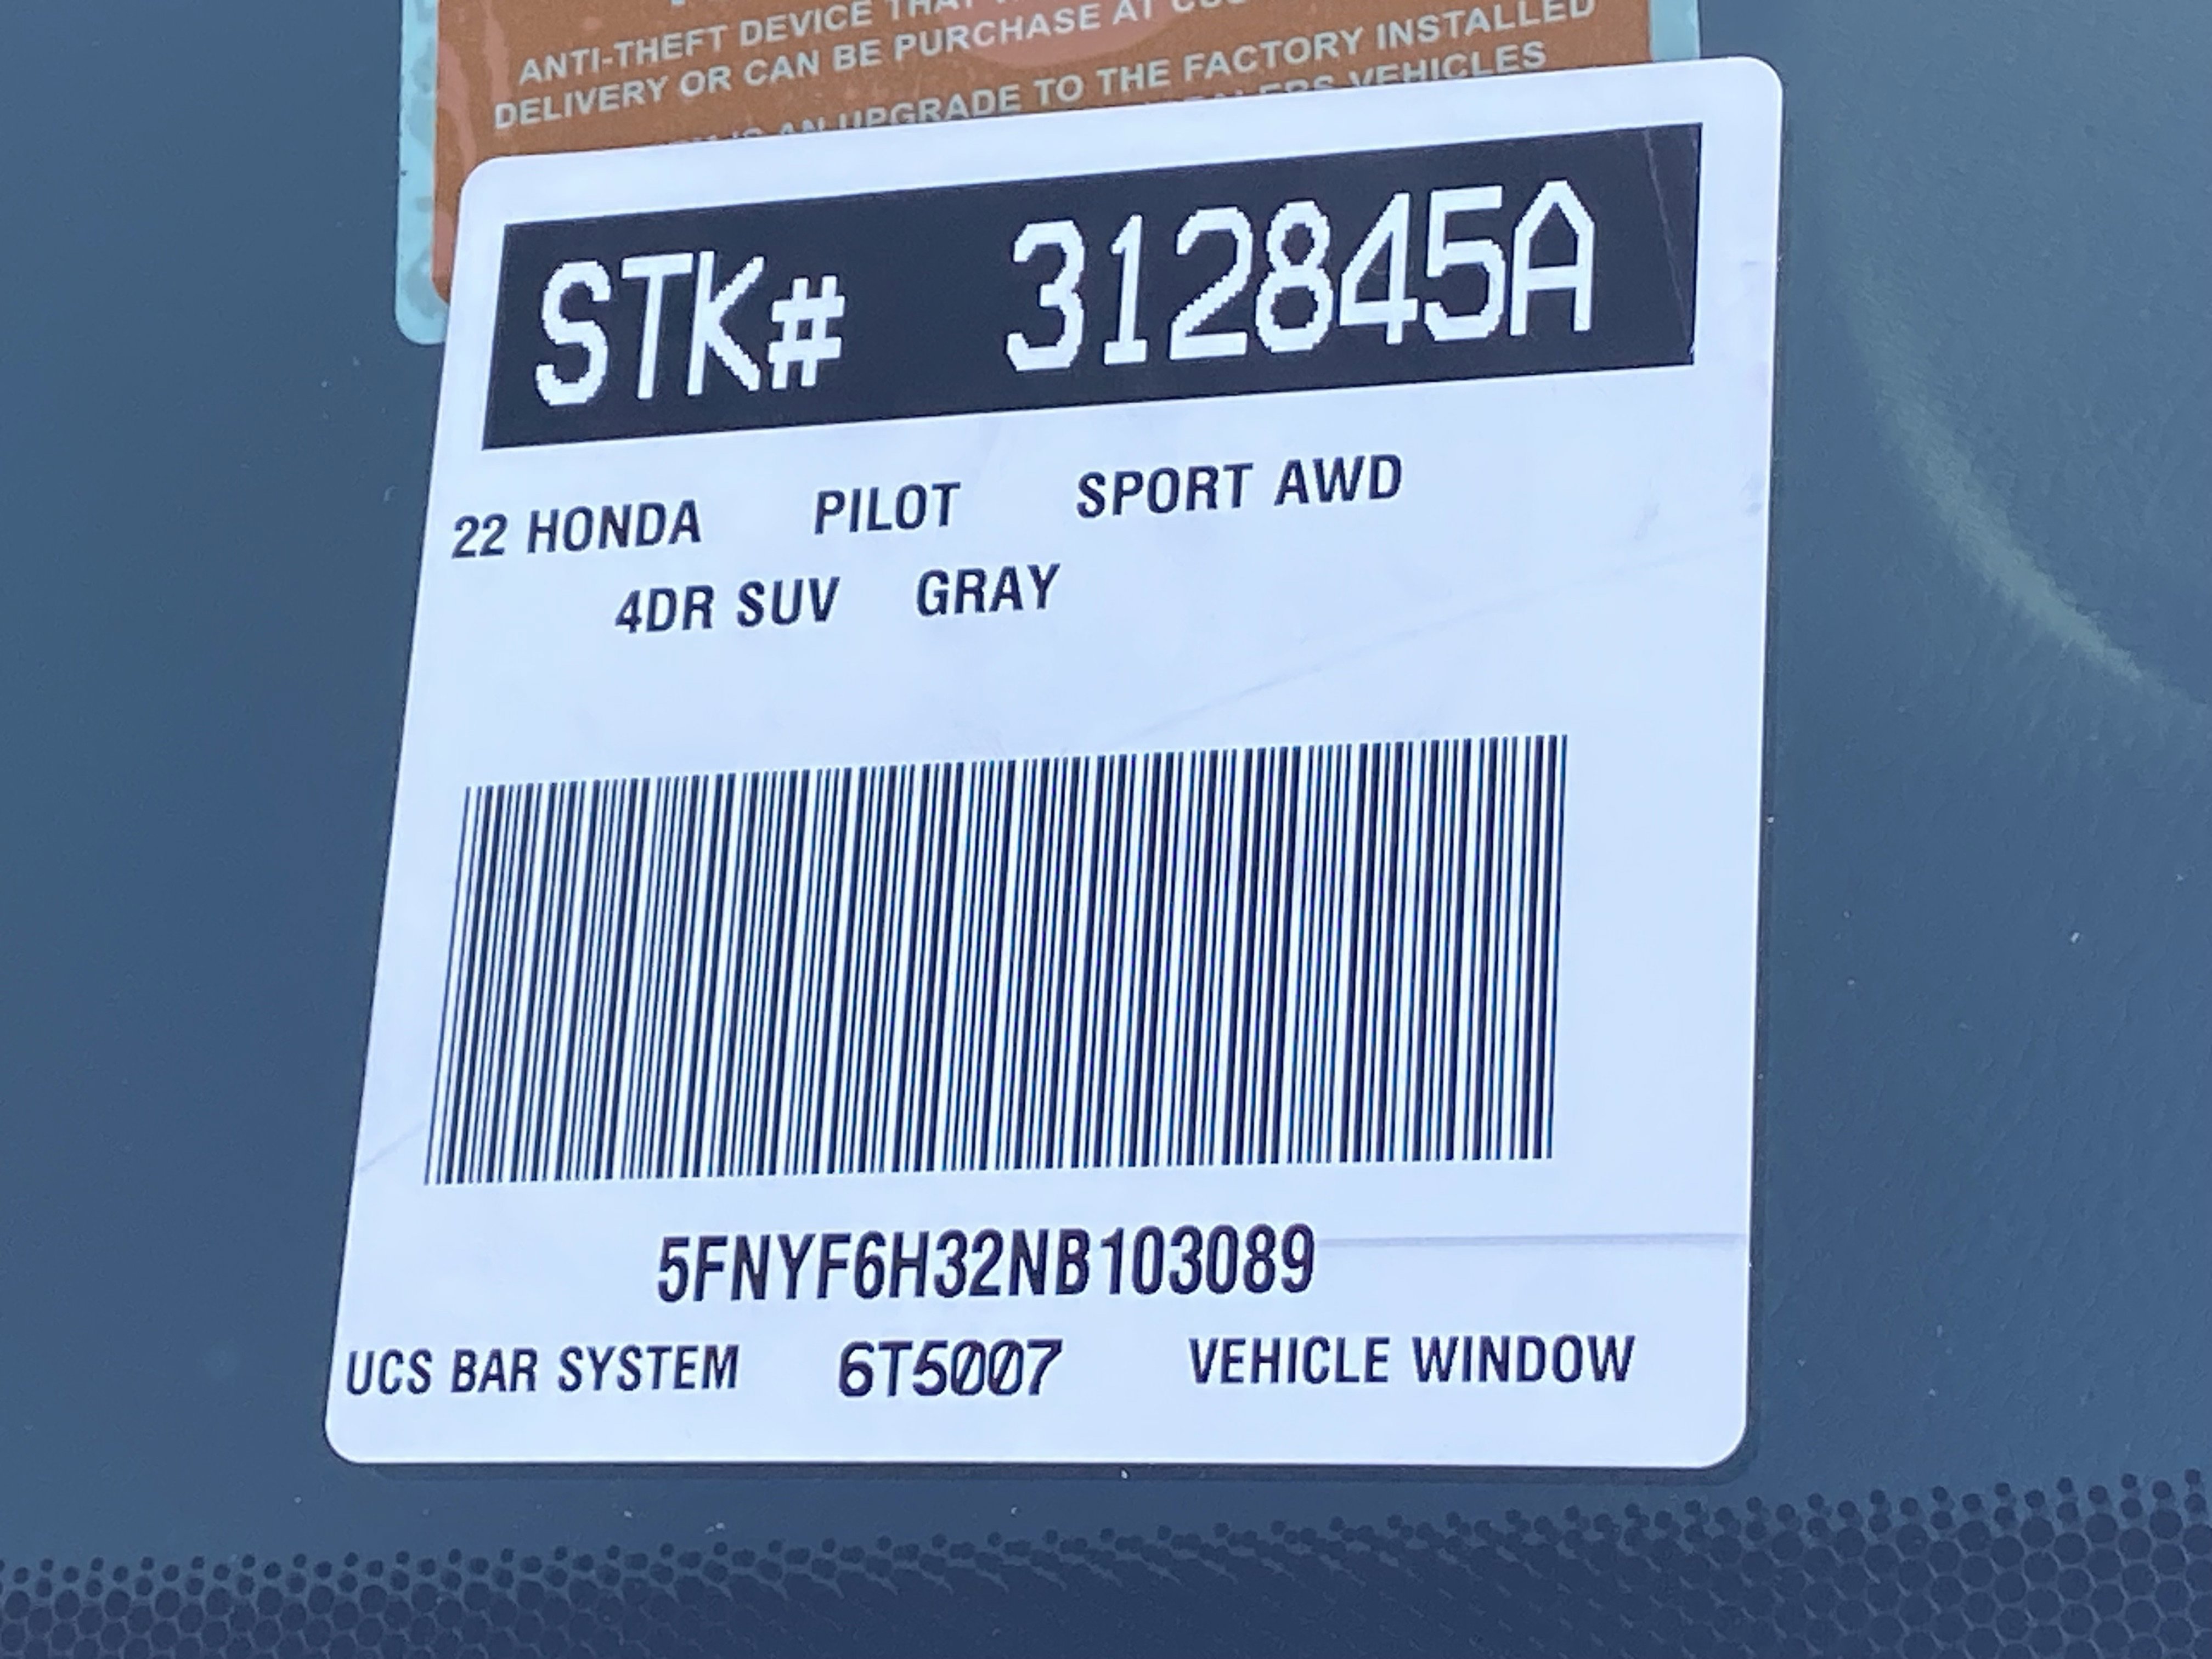 ANTI-THEFT DEVICE THAT
DELIVERY OR CAN BE PURCHASE AT
IS AN UPGRADE TO THE FACTORY INSTALLED
VEHICLES
STK# 312845A
22 HONDA PILOT SPORT AWD
4DR SUV GRAY
5FNYF6H32NB103089
UCS BAR SYSTEM 6T5007 VEHICLE WINDOW